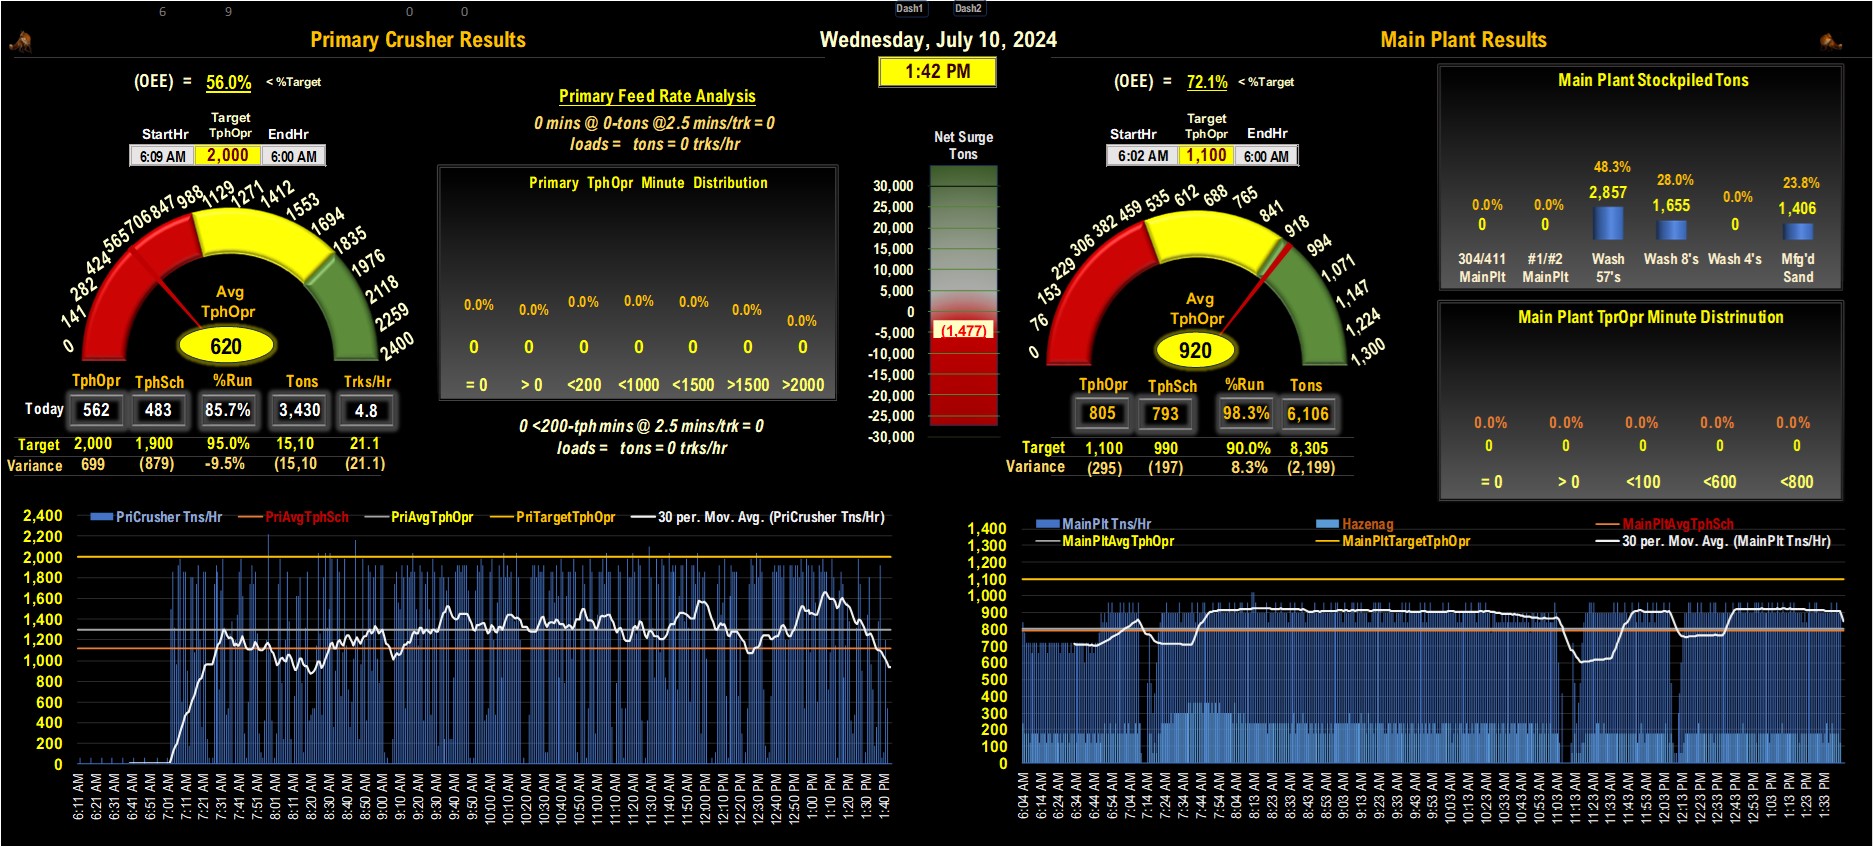 6 9 0 0 Dash1 Dash2
Primary Crusher Results
Wednesday, July 10, 2024
Main Plant Results
1:42 PM
(OEE) = 56.0% < %Target
Target
StartHr TphOpr EndHr
6:09 AM 2,000 6:00 AM
0 141 282 424 565 706 847 988 1129 1271 1412 1553 1694 1835 1976 2118 2259 2400
Avg
TphOpr
620
TphOpr TphSch %Run Tons Trks/Hr
Today 562 483 85.7% 3,430 4.8
Target 2,000 1,900 95.0% 15,10 21.1
Variance 699 (879) -9.5% (15,10 (21.1)
Primary Feed Rate Analysis
0 mins @ 0-tons @2.5 mins/trk = 0
loads = tons = 0 trks/hr
Primary TphOpr Minute Distribution
0.0% 0.0% 0.0% 0.0% 0.0% 0.0% 0.0%
0 0 0 0 0 0 0
= 0 > 0 <200 <1000 <1500 >1500 >2000
0 <200-tph mins @ 2.5 mins/trk = 0
loads = tons = 0 trks/hr
Net Surge
Tons
30,000
25,000
20,000
15,000
10,000
5,000
0
-5,000
-10,000
-15,000
-20,000
-25,000
-30,000
(1,477)
(OEE) = 72.1% < %Target
Target
StartHr TphOpr EndHr
6:02 AM 1,100 6:00 AM
0 76 153 229 306 382 459 535 612 688 765 841 918 994 1,071 1,147 1,224 1,300
Avg
TphOpr
920
TphOpr TphSch %Run Tons
805 793 98.3% 6,106
Target 1,100 990 90.0% 8,305
Variance (295) (197) 8.3% (2,199)
Main Plant Stockpiled Tons
0.0% 0.0% 48.3% 28.0% 0.0% 23.8%
0 0 2,857 1,655 0 1,406
304/411 #1/#2 Wash Wash 8's Wash 4's Mfg'd
MainPlt MainPlt 57's Sand
Main Plant TprOpr Minute Distrinution
0.0% 0.0% 0.0% 0.0% 0.0%
0 0 0 0 0
= 0 > 0 <100 <600 <800
PriCrusher Tns/Hr PriAvgTphSch PriAvgTphOpr PriTargetTphOpr 30 per. Mov. Avg. (PriCrusher Tns/Hr)
2,400
2,200
2,000
1,800
1,600
1,400
1,200
1,000
800
600
400
200
0
6:11 AM 6:21 AM 6:31 AM 6:41 AM 6:51 AM 7:01 AM 7:11 AM 7:21 AM 7:31 AM 7:41 AM 7:51 AM 8:01 AM 8:11 AM 8:20 AM 8:30 AM 8:40 AM 8:50 AM 9:00 AM 9:10 AM 9:20 AM 9:30 AM 9:40 AM 9:50 AM 10:00 AM 10:10 AM 10:20 AM 10:30 AM 10:40 AM 10:50 AM 11:00 AM 11:10 AM 11:20 AM 11:30 AM 11:40 AM 11:50 AM 12:00 PM 12:10 PM 12:20 PM 12:30 PM 12:40 PM 12:50 PM 1:00 PM 1:10 PM 1:20 PM 1:30 PM 1:40 PM
MainPlt Tns/Hr Hazenag MainPltAvgTphSch
MainPltAvgTphOpr MainPltTargetTphOpr 30 per. Mov. Avg. (MainPlt Tns/Hr)
1,400
1,300
1,200
1,100
1,000
900
800
700
600
500
400
300
200
100
0
6:04 AM 6:14 AM 6:24 AM 6:34 AM 6:44 AM 6:54 AM 7:04 AM 7:14 AM 7:24 AM 7:34 AM 7:44 AM 7:54 AM 8:04 AM 8:13 AM 8:23 AM 8:33 AM 8:43 AM 8:53 AM 9:03 AM 9:13 AM 9:23 AM 9:33 AM 9:43 AM 9:53 AM 10:03 AM 10:13 AM 10:23 AM 10:33 AM 10:43 AM 10:53 AM 11:03 AM 11:13 AM 11:23 AM 11:33 AM 11:43 AM 11:53 AM 12:03 PM 12:13 PM 12:23 PM 12:33 PM 12:43 PM 12:53 PM 1:03 PM 1:13 PM 1:23 PM 1:33 PM